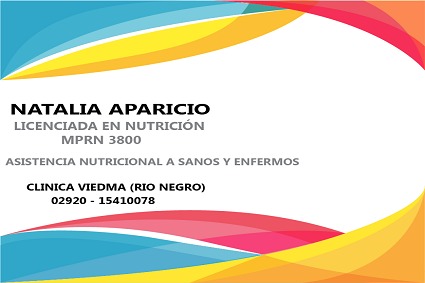 NATALIA APARICIO
LICENCIADA EN NUTRICIÓN
MPRN 3800
ASISTENCIA NUTRICIONAL A SANOS Y ENFERMOS
CLINICA VIEDMA (RIO NEGRO)
02920 - 15410078